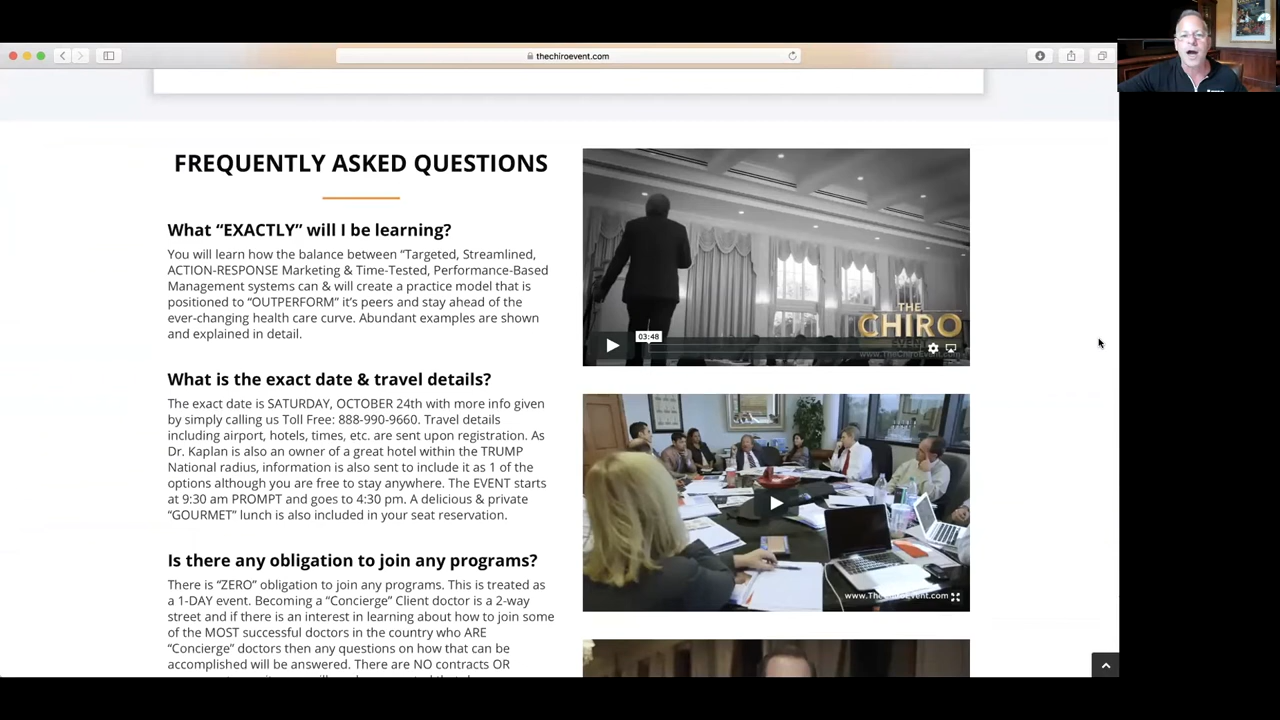 thechiroevent.com
FREQUENTLY ASKED QUESTIONS
What “EXACTLY” will I be learning?
You will learn how the balance between “Targeted, Streamlined,
ACTION-RESPONSE Marketing & Time-Tested, Performance-Based
Management systems can & will create a practice model that is
positioned to “OUTPERFORM” it’s peers and stay ahead of the
ever-changing health care curve. Abundant examples are shown
and explained in detail.
What is the exact date & travel details?
The exact date is SATURDAY, OCTOBER 24th with more info given
by simply calling us Toll Free: 888-990-9660. Travel details
including airport, hotels, times, etc. are sent upon registration. As
Dr. Kaplan is also an owner of a great hotel within the TRUMP
National radius, information is also sent to include it as 1 of the
options although you are free to stay anywhere. The EVENT starts
at 9:30 am PROMPT and goes to 4:30 pm. A delicious & private
“GOURMET” lunch is also included in your seat reservation.
Is there any obligation to join any programs?
There is “ZERO” obligation to join any programs. This is treated as
a 1-DAY event. Becoming a “Concierge” Client doctor is a 2-way
street and if there is an interest in learning about how to join some
of the MOST successful doctors in the country who ARE
“Concierge” doctors then any questions on how that can be
accomplished will be answered. There are NO contracts OR
03:48
THE
CHIRO
EVENT
www.TheChiroEvent.com
www.TheChiroEvent.com